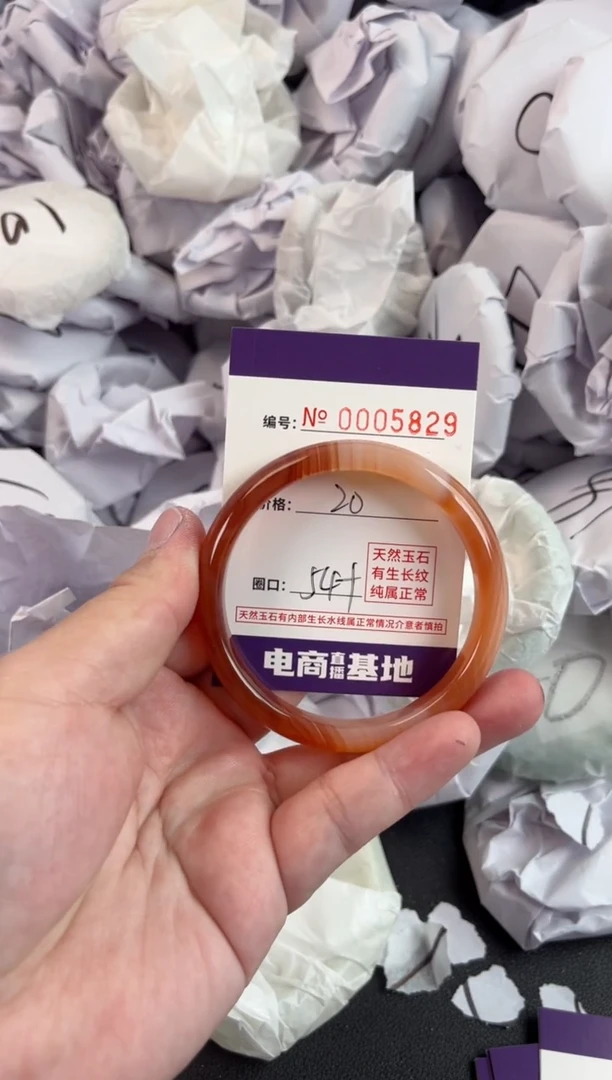 编号: № 0005829
价格: 20
天然玉石
有生长纹
纯属正常
圈口: 54+
天然玉石有内部生长水线属正常情况介意者慎拍
电商直播基地